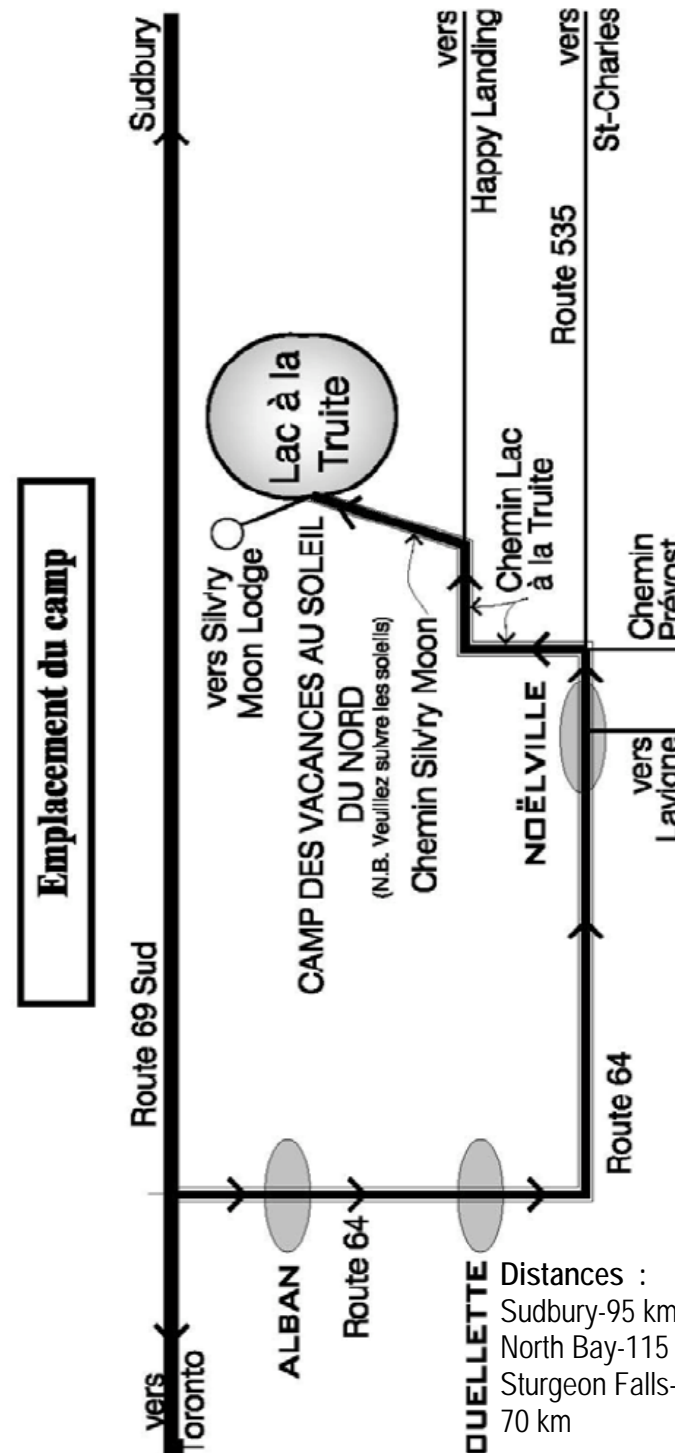 Emplacement du camp
vers
Toronto
Route 69 Sud
Sudbury
vers Silv'ry
Moon Lodge
Lac à la
Truite
CAMP DES VACANCES AU SOLEIL
DU NORD
(N.B. Veuillez suivre les soleils)
Chemin Silv'ry Moon
vers
Happy Landing
ALBAN
Route 64
OUELLETTE
Route 64
NOËLVILLE
Chemin Lac
à la Truite
Route 535
vers
St-Charles
vers
Lavigne
Chemin
Prévost
Distances :
Sudbury-95 km
North Bay-115
Sturgeon Falls-
70 km